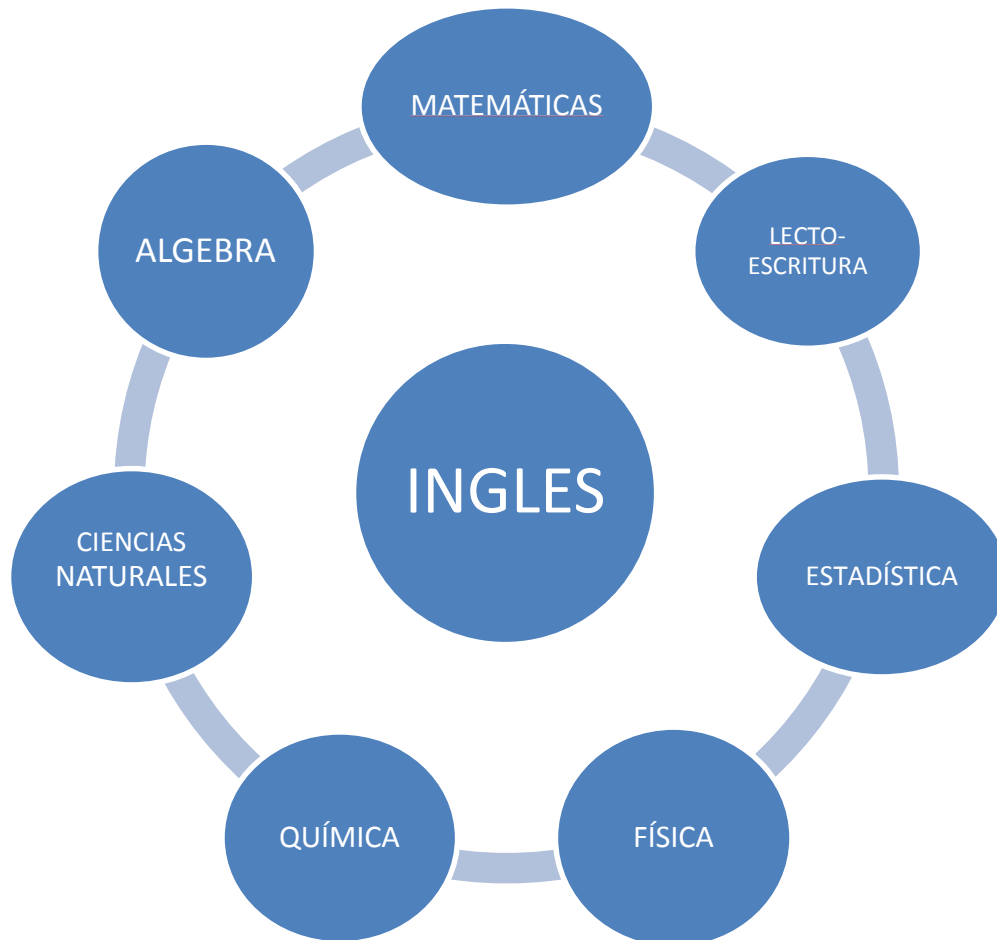 MATEMÁTICAS
LECTO-
ESCRITURA
ESTADÍSTICA
FÍSICA
QUÍMICA
CIENCIAS
NATURALES
ALGEBRA
INGLES